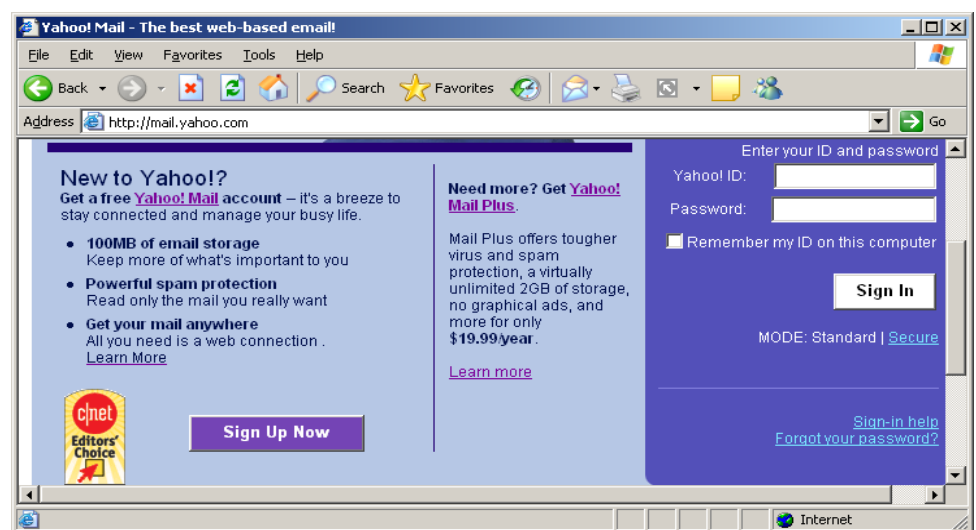 Yahoo! Mail - The best web-based email!
File Edit View Favorites Tools Help
Back Search Favorites
Address http://mail.yahoo.com Go
New to Yahoo!?
Get a free Yahoo! Mail account – it's a breeze to
stay connected and manage your busy life.
• 100MB of email storage
Keep more of what's important to you
• Powerful spam protection
Read only the mail you really want
• Get your mail anywhere
All you need is a web connection .
Learn More
c|net
Editors'
Choice
Sign Up Now
Need more? Get Yahoo!
Mail Plus.
Mail Plus offers tougher
virus and spam
protection, a virtually
unlimited 2GB of storage,
no graphical ads, and
more for only
$19.99/year.
Learn more
Enter your ID and password
Yahoo! ID:
Password:
Remember my ID on this computer
Sign In
MODE: Standard | Secure
Sign-in help
Forgot your password?
Internet